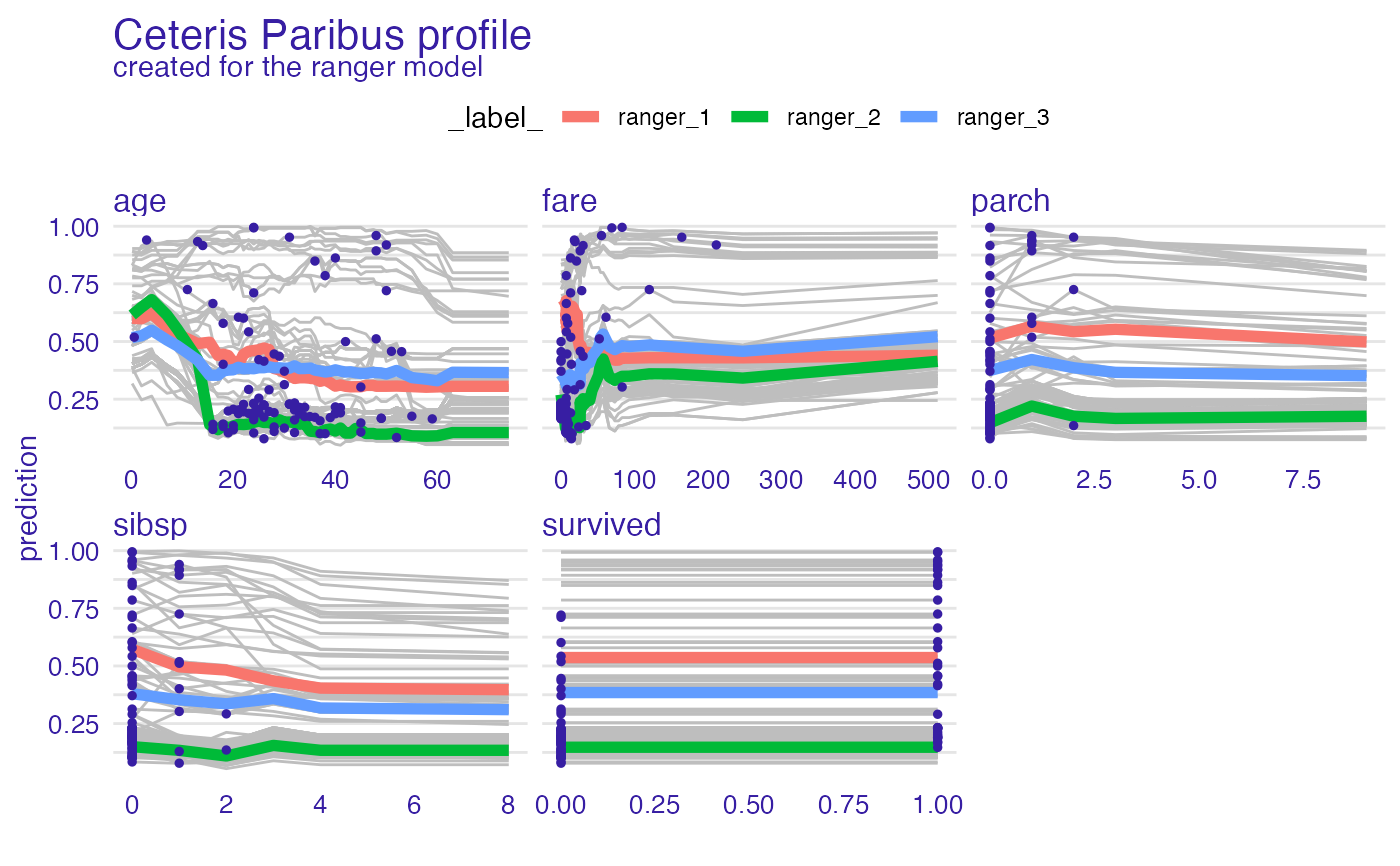 Ceteris Paribus profile
created for the ranger model
_label_ ranger_1 ranger_2 ranger_3
age fare parch
1.00
0.75
0.50
0.25
0 20 40 60 0 100 200 300 400 500 0.0 2.5 5.0 7.5
prediction
sibsp survived
1.00
0.75
0.50
0.25
0 2 4 6 8 0.00 0.25 0.50 0.75 1.00